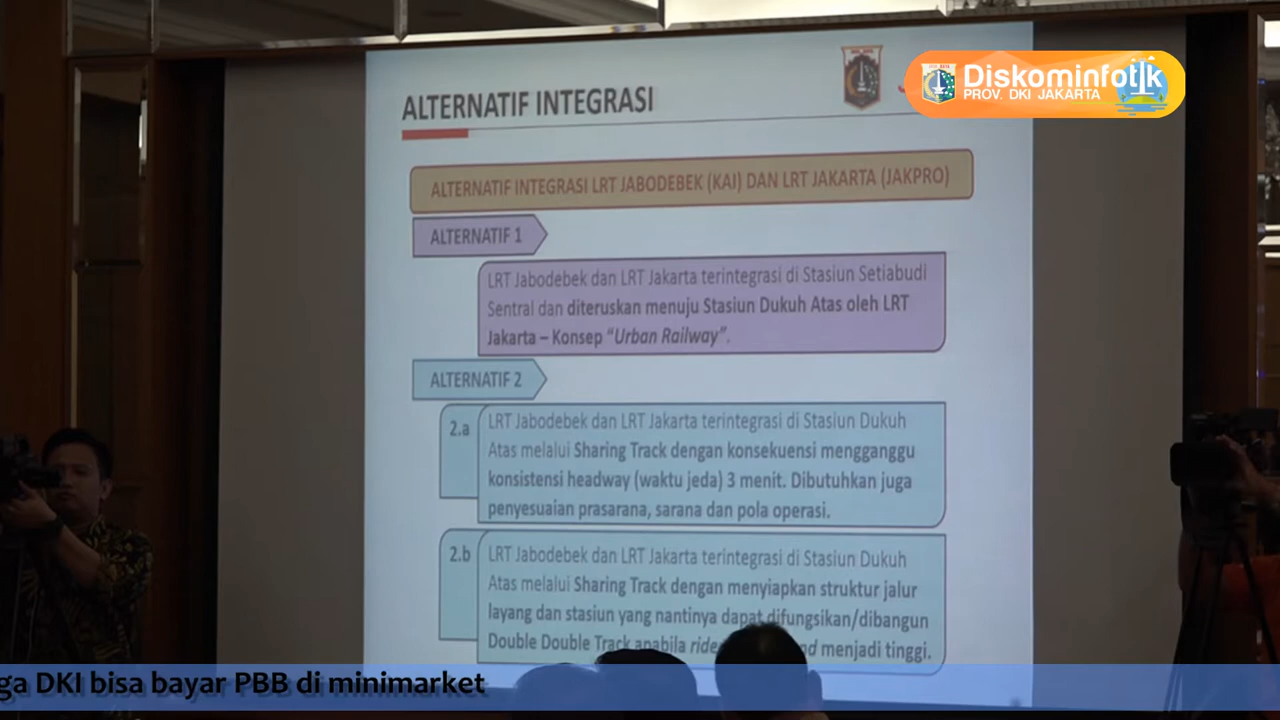 Diskominfotik
PROV. DKI JAKARTA
ALTERNATIF INTEGRASI
ALTERNATIF INTEGRASI LRT JABODEBEK (KAI) DAN LRT JAKARTA (JAKPRO)
ALTERNATIF 1
LRT Jabodebek dan LRT Jakarta terintegrasi di Stasiun Setiabudi
Sentral dan diteruskan menuju Stasiun Dukuh Atas oleh LRT
Jakarta – Konsep “Urban Railway”.
ALTERNATIF 2
2.a
LRT Jabodebek dan LRT Jakarta terintegrasi di Stasiun Dukuh
Atas melalui Sharing Track dengan konsekuensi mengganggu
konsistensi headway (waktu jeda) 3 menit. Dibutuhkan juga
penyesuaian prasarana, sarana dan pola operasi.
2.b
LRT Jabodebek dan LRT Jakarta terintegrasi di Stasiun Dukuh
Atas melalui Sharing Track dengan menyiapkan struktur jalur
layang dan stasiun yang nantinya dapat difungsikan/dibangun
Double Double Track apabila menjadi tinggi.
DKI bisa bayar PBB di minimarket